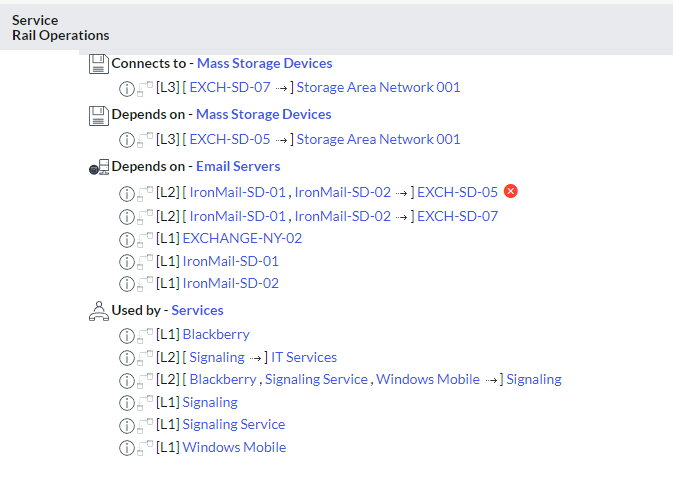 Service
Rail Operations
Connects to - Mass Storage Devices
[L3] [ EXCH-SD-07 → ] Storage Area Network 001
Depends on - Mass Storage Devices
[L3] [ EXCH-SD-05 → ] Storage Area Network 001
Depends on - Email Servers
[L2] [ IronMail-SD-01 , IronMail-SD-02 → ] EXCH-SD-05
[L2] [ IronMail-SD-01 , IronMail-SD-02 → ] EXCH-SD-07
[L1] EXCHANGE-NY-02
[L1] IronMail-SD-01
[L1] IronMail-SD-02
Used by - Services
[L1] Blackberry
[L2] [ Signaling → ] IT Services
[L2] [ Blackberry , Signaling Service , Windows Mobile → ] Signaling
[L1] Signaling
[L1] Signaling Service
[L1] Windows Mobile